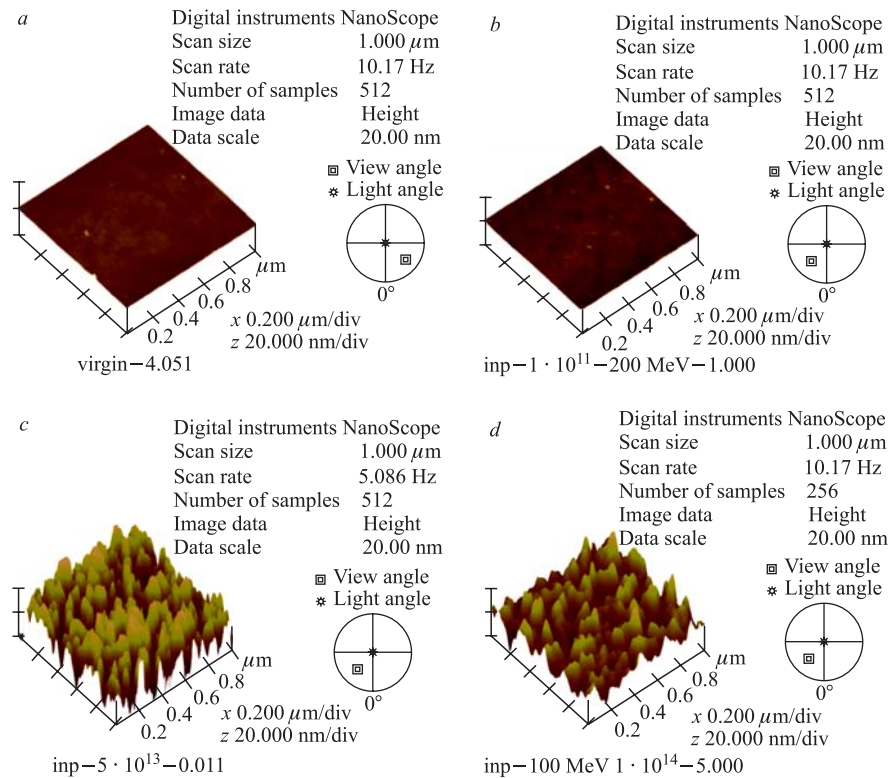 a
Digital instruments NanoScope
Scan size 1.000 μm
Scan rate 10.17 Hz
Number of samples 512
Image data Height
Data scale 20.00 nm
View angle
Light angle
0°
μm
0.8
0.6
0.4
0.2
x 0.200 μm/div
z 20.000 nm/div
virgin−4.051
b
Digital instruments NanoScope
Scan size 1.000 μm
Scan rate 10.17 Hz
Number of samples 512
Image data Height
Data scale 20.00 nm
View angle
Light angle
0°
μm
0.8
0.6
0.4
0.2
x 0.200 μm/div
z 20.000 nm/div
inp−1 · 10¹¹−200 MeV−1.000
c
Digital instruments NanoScope
Scan size 1.000 μm
Scan rate 5.086 Hz
Number of samples 512
Image data Height
Data scale 20.00 nm
View angle
Light angle
0°
μm
0.8
0.6
0.4
0.2
x 0.200 μm/div
z 20.000 nm/div
inp−5 · 10¹³−0.011
d
Digital instruments NanoScope
Scan size 1.000 μm
Scan rate 10.17 Hz
Number of samples 256
Image data Height
Data scale 20.00 nm
View angle
Light angle
0°
μm
0.8
0.6
0.4
0.2
x 0.200 μm/div
z 20.000 nm/div
inp−100 MeV 1 · 10¹⁴−5.000